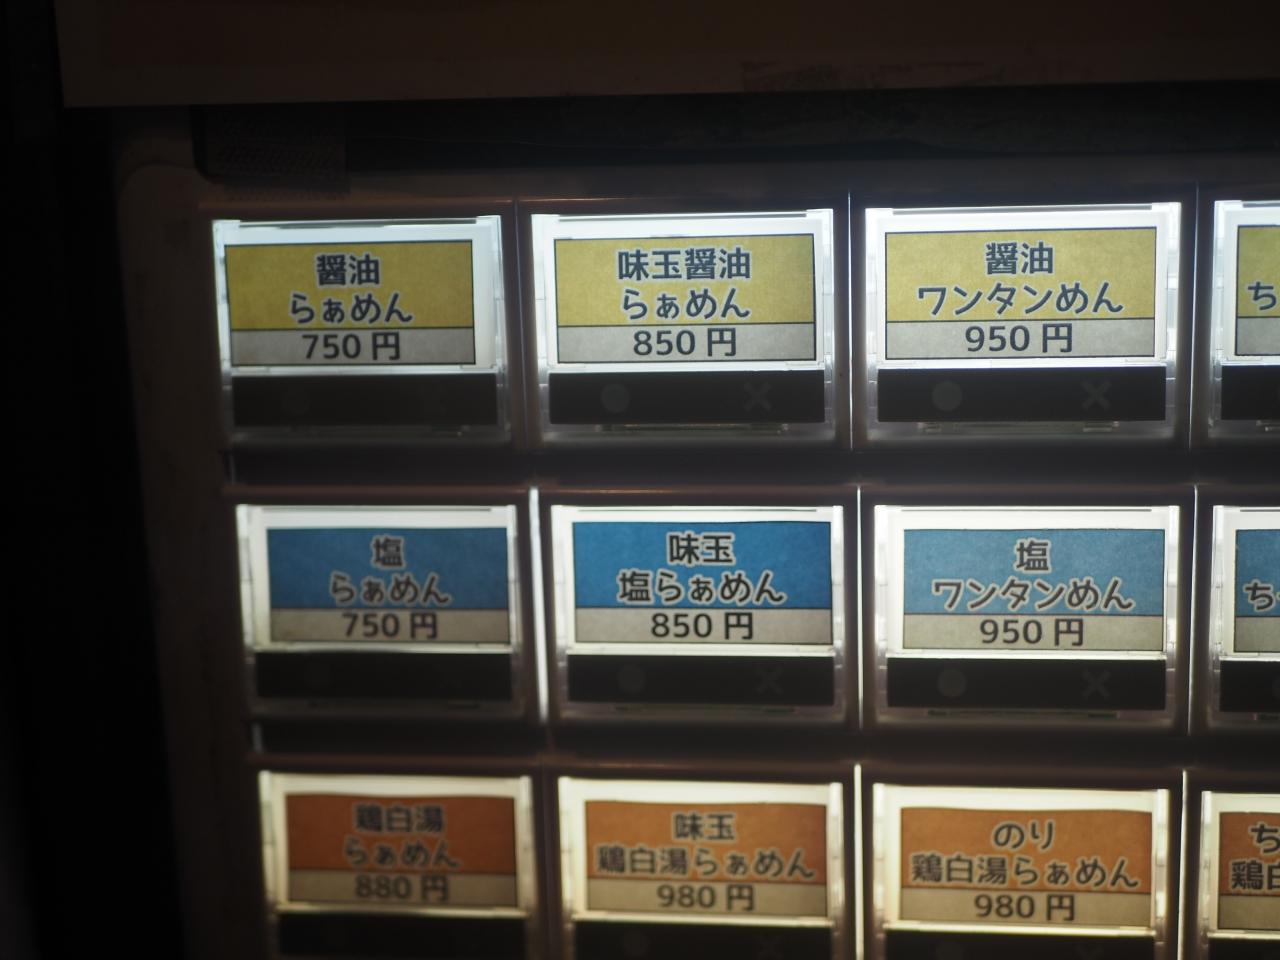 醤油
らぁめん
750円
味玉醤油
らぁめん
850円
醤油
ワンタンめん
950円
ち
塩
らぁめん
750円
味玉
塩らぁめん
850円
塩
ワンタンめん
950円
ち
鶏白湯
らぁめん
880円
味玉
鶏白湯らぁめん
980円
のり
鶏白湯らぁめん
980円
ち
鶏白